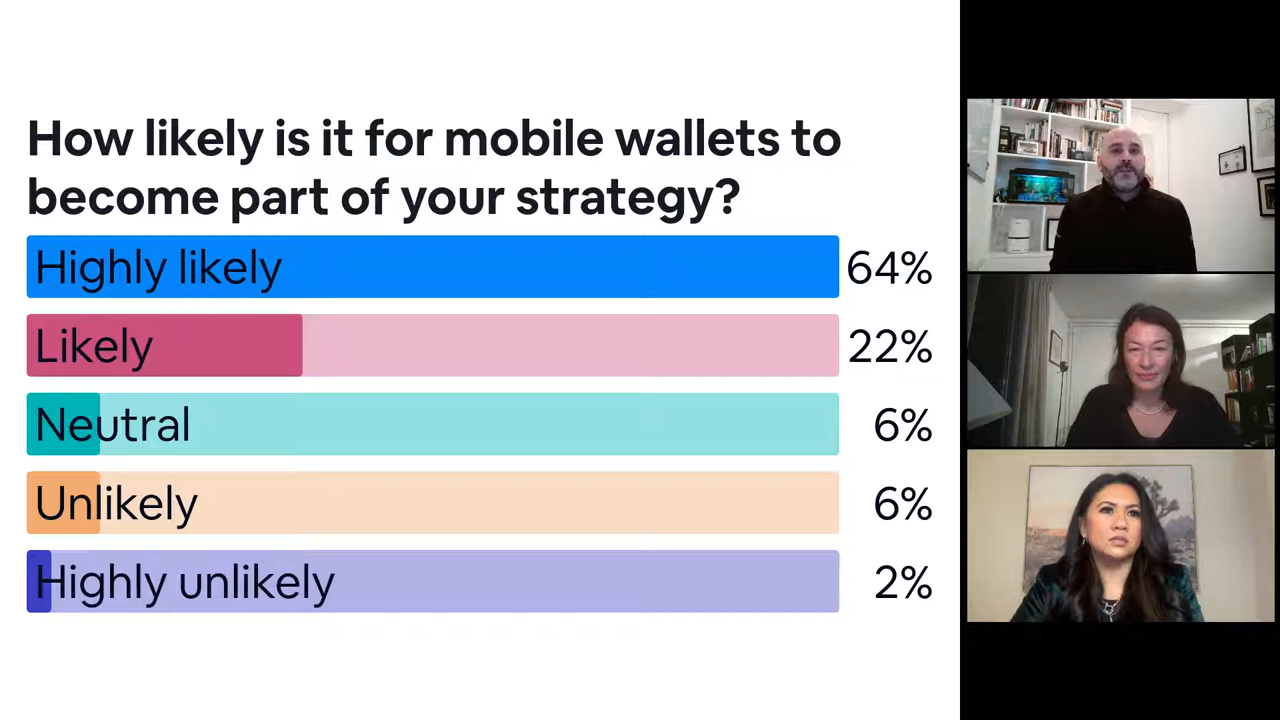 How likely is it for mobile wallets to
become part of your strategy?
Highly likely 64%
Likely 22%
Neutral 6%
Unlikely 6%
Highly unlikely 2%